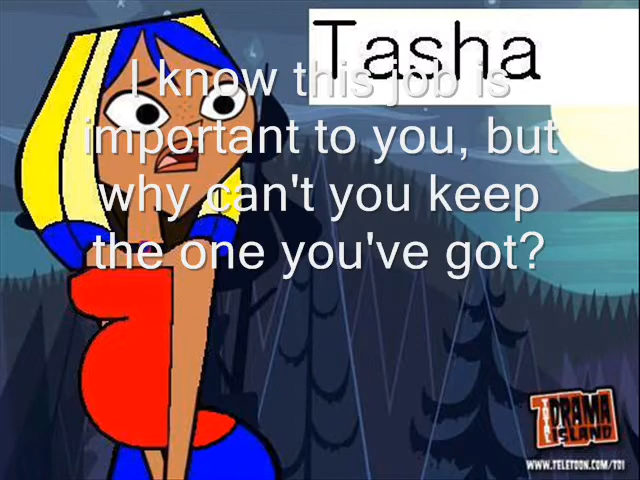 Tasha
I know this job is
important to you, but
why can't you keep
the one you've got?
TOTAL
DRAMA
ISLAND
WWW.TELETOON.COM/TDI